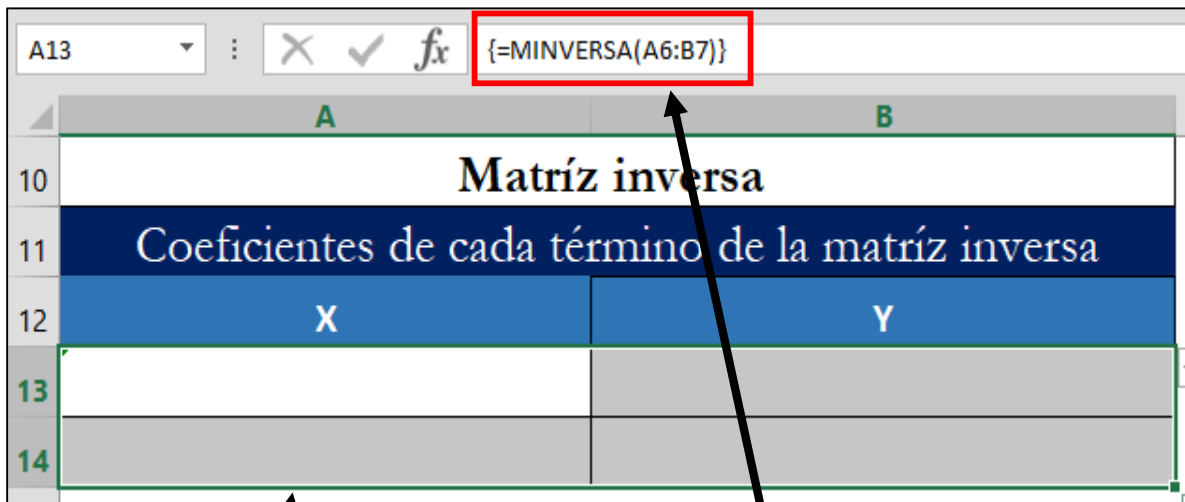 A13 fx {=MINVERSA(A6:B7)}
A B
10 Matríz inversa
11 Coeficientes de cada término de la matríz inversa
12 X Y
13
14